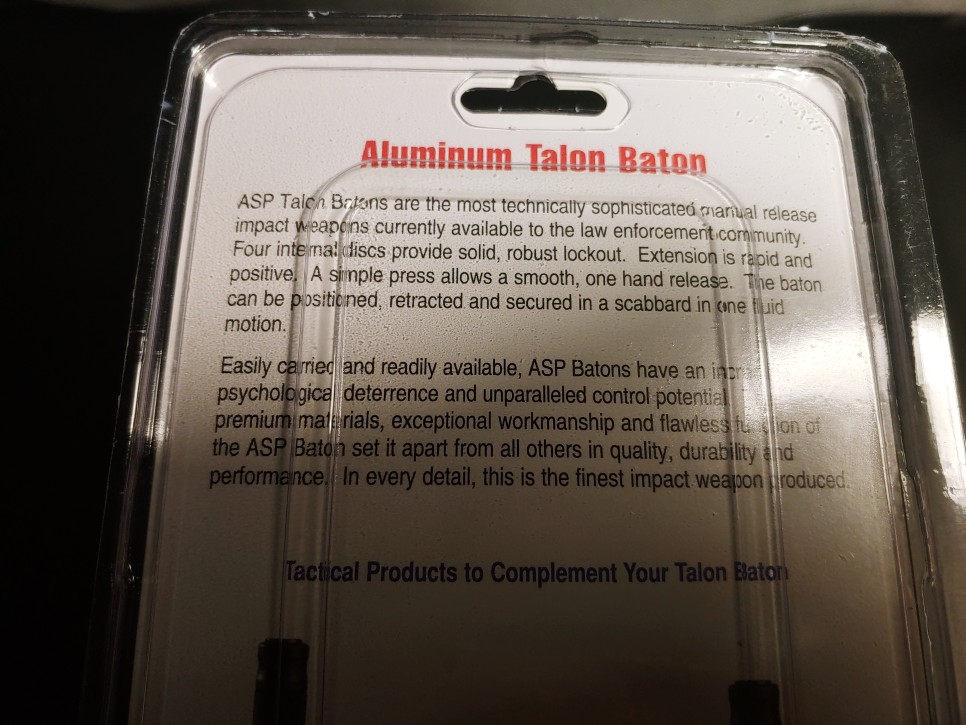 Aluminum Talon Baton
ASP Talon Batons are the most technically sophisticated manual release
impact weapons currently available to the law enforcement community.
Four internal discs provide solid, robust lockout. Extension is rapid and
positive. A simple press allows a smooth, one hand release. The baton
can be positioned, retracted and secured in a scabbard in one fluid
motion.
Easily carried and readily available, ASP Batons have an
psychological deterrence and unparalleled control potential
premium materials, exceptional workmanship and flawless function of
the ASP Baton set it apart from all others in quality, durability and
performance. In every detail, this is the finest impact weapon produced.
Tactical Products to Complement Your Talon Baton